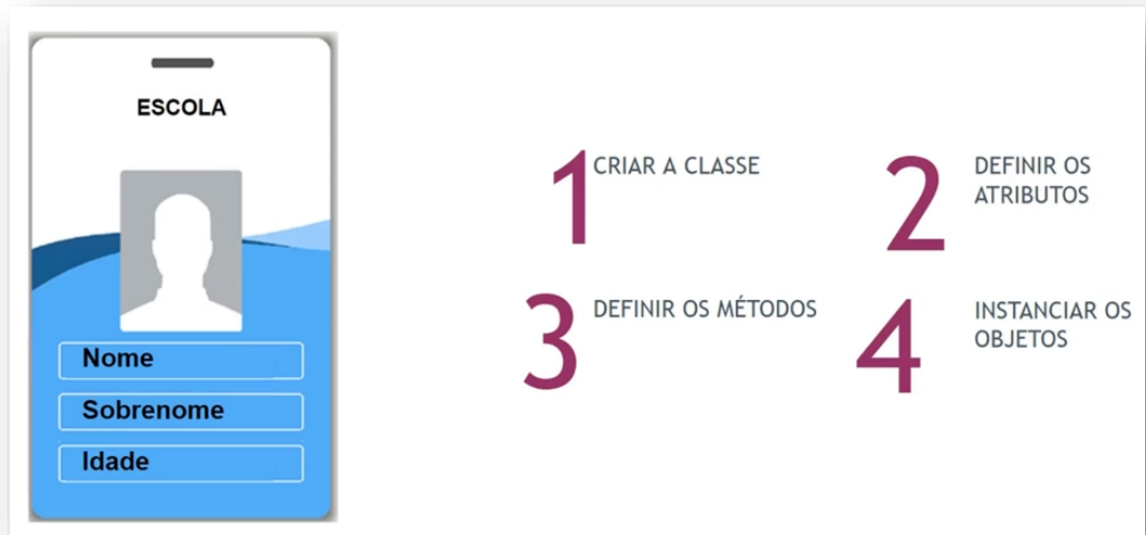 ESCOLA
Nome
Sobrenome
Idade
1 CRIAR A CLASSE
2 DEFINIR OS
ATRIBUTOS
3 DEFINIR OS MÉTODOS
4 INSTANCIAR OS
OBJETOS